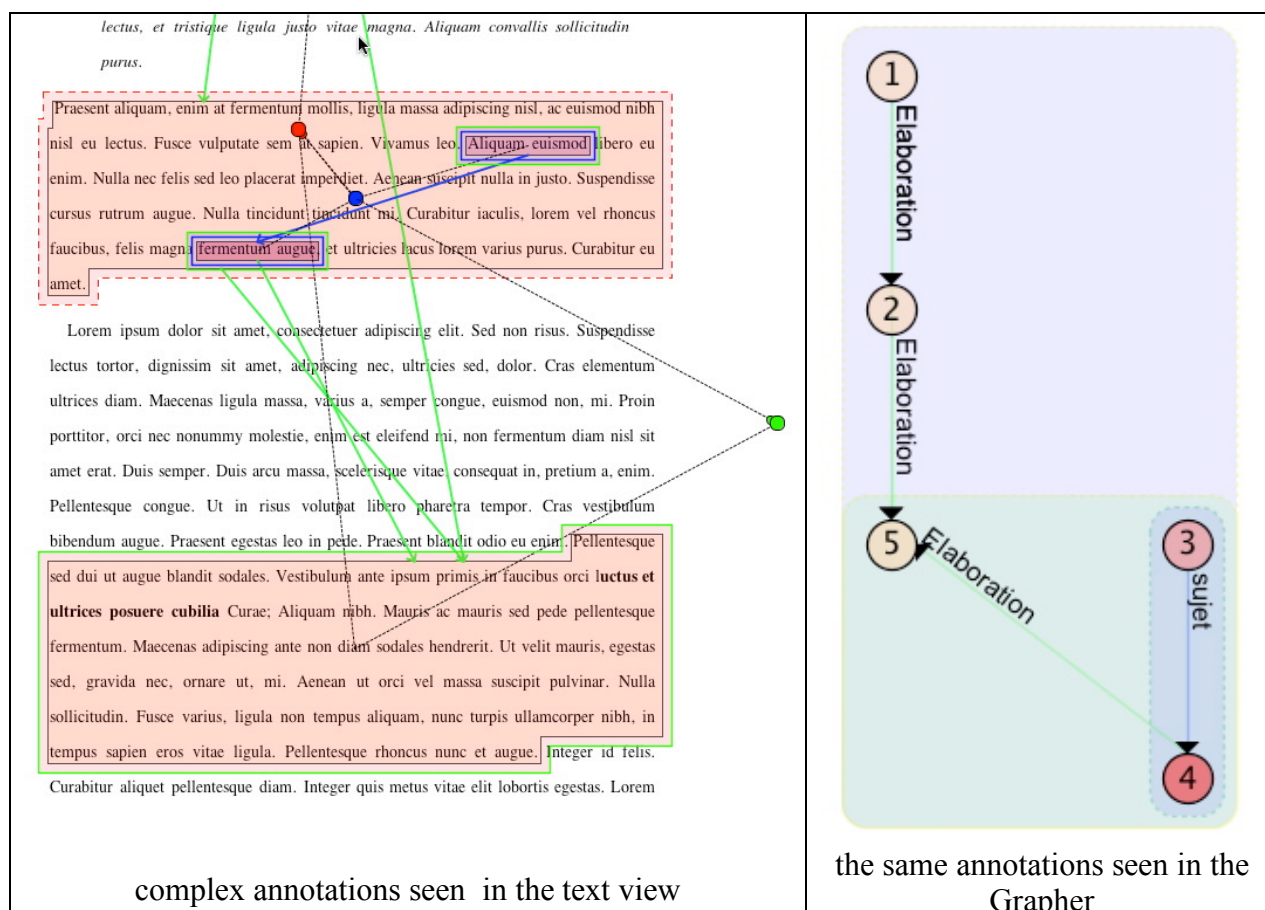 lectus, et tristique ligula justo vitae magna. Aliquam convallis sollicitudin
purus.
Praesent aliquam, enim at fermentum mollis, ligula massa adipiscing nisl, ac euismod nibh
nisl eu lectus. Fusce vulputate sem at sapien. Vivamus leo. Aliquam euismod libero eu
enim. Nulla nec felis sed leo placerat imperdiet. Aenean suscipit nulla in justo. Suspendisse
cursus rutrum augue. Nulla tincidunt tincidunt mi. Curabitur iaculis, lorem vel rhoncus
faucibus, felis magna fermentum augue, et ultricies lacus lorem varius purus. Curabitur eu
amet.
Lorem ipsum dolor sit amet, consectetuer adipiscing elit. Sed non risus. Suspendisse
lectus tortor, dignissim sit amet, adipiscing nec, ultricies sed, dolor. Cras elementum
ultrices diam. Maecenas ligula massa, varius a, semper congue, euismod non, mi. Proin
porttitor, orci nec nonummy molestie, enim est eleifend mi, non fermentum diam nisl sit
amet erat. Duis semper. Duis arcu massa, scelerisque vitae, consequat in, pretium a, enim.
Pellentesque congue. Ut in risus volutpat libero pharetra tempor. Cras vestibulum
bibendum augue. Praesent egestas leo in pede. Praesent blandit odio eu enim. Pellentesque
sed dui ut augue blandit sodales. Vestibulum ante ipsum primis in faucibus orci luctus et
ultrices posuere cubilia Curae; Aliquam nibh. Mauris ac mauris sed pede pellentesque
fermentum. Maecenas adipiscing ante non diam sodales hendrerit. Ut velit mauris, egestas
sed, gravida nec, ornare ut, mi. Aenean ut orci vel massa suscipit pulvinar. Nulla
sollicitudin. Fusce varius, ligula non tempus aliquam, nunc turpis ullamcorper nibh, in
tempus sapien eros vitae ligula. Pellentesque rhoncus nunc et augue. Integer id felis.
Curabitur aliquet pellentesque diam. Integer quis metus vitae elit lobortis egestas. Lorem
complex annotations seen in the text view
1
Elaboration
2
Elaboration
5
Elaboration
3
sujet
4
the same annotations seen in the
Grapher